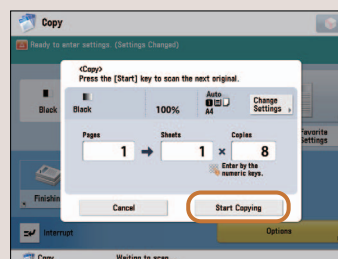 Copy
Ready to enter settings. (Settings Changed)
<Copy>
Press the [Start] key to scan the next original.
Black
Black
100%
Auto
A4
Change
Settings
Favorite
Settings
Pages
Sheets
Copies
1
1
×
8
Enter by the
numeric keys.
Finishin
Cancel
Start Copying
Interrupt
Options
Copy
Waiting to scan